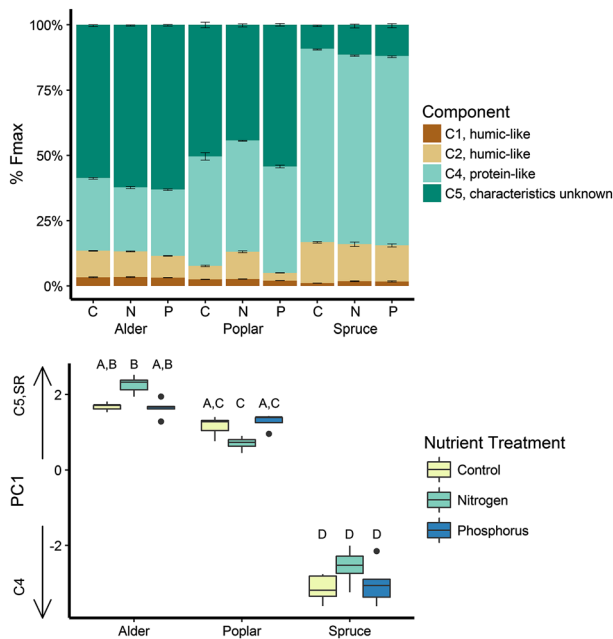 100%
75%
50%
25%
0%
% Fmax
C N P C N P C N P
Alder Poplar Spruce
Component
C1, humic-like
C2, humic-like
C4, protein-like
C5, characteristics unknown
C5,SR
PC1
C4
2
0
-2
A,B B A,B
A,C C A,C
D D D
Alder Poplar Spruce
Nutrient Treatment
Control
Nitrogen
Phosphorus